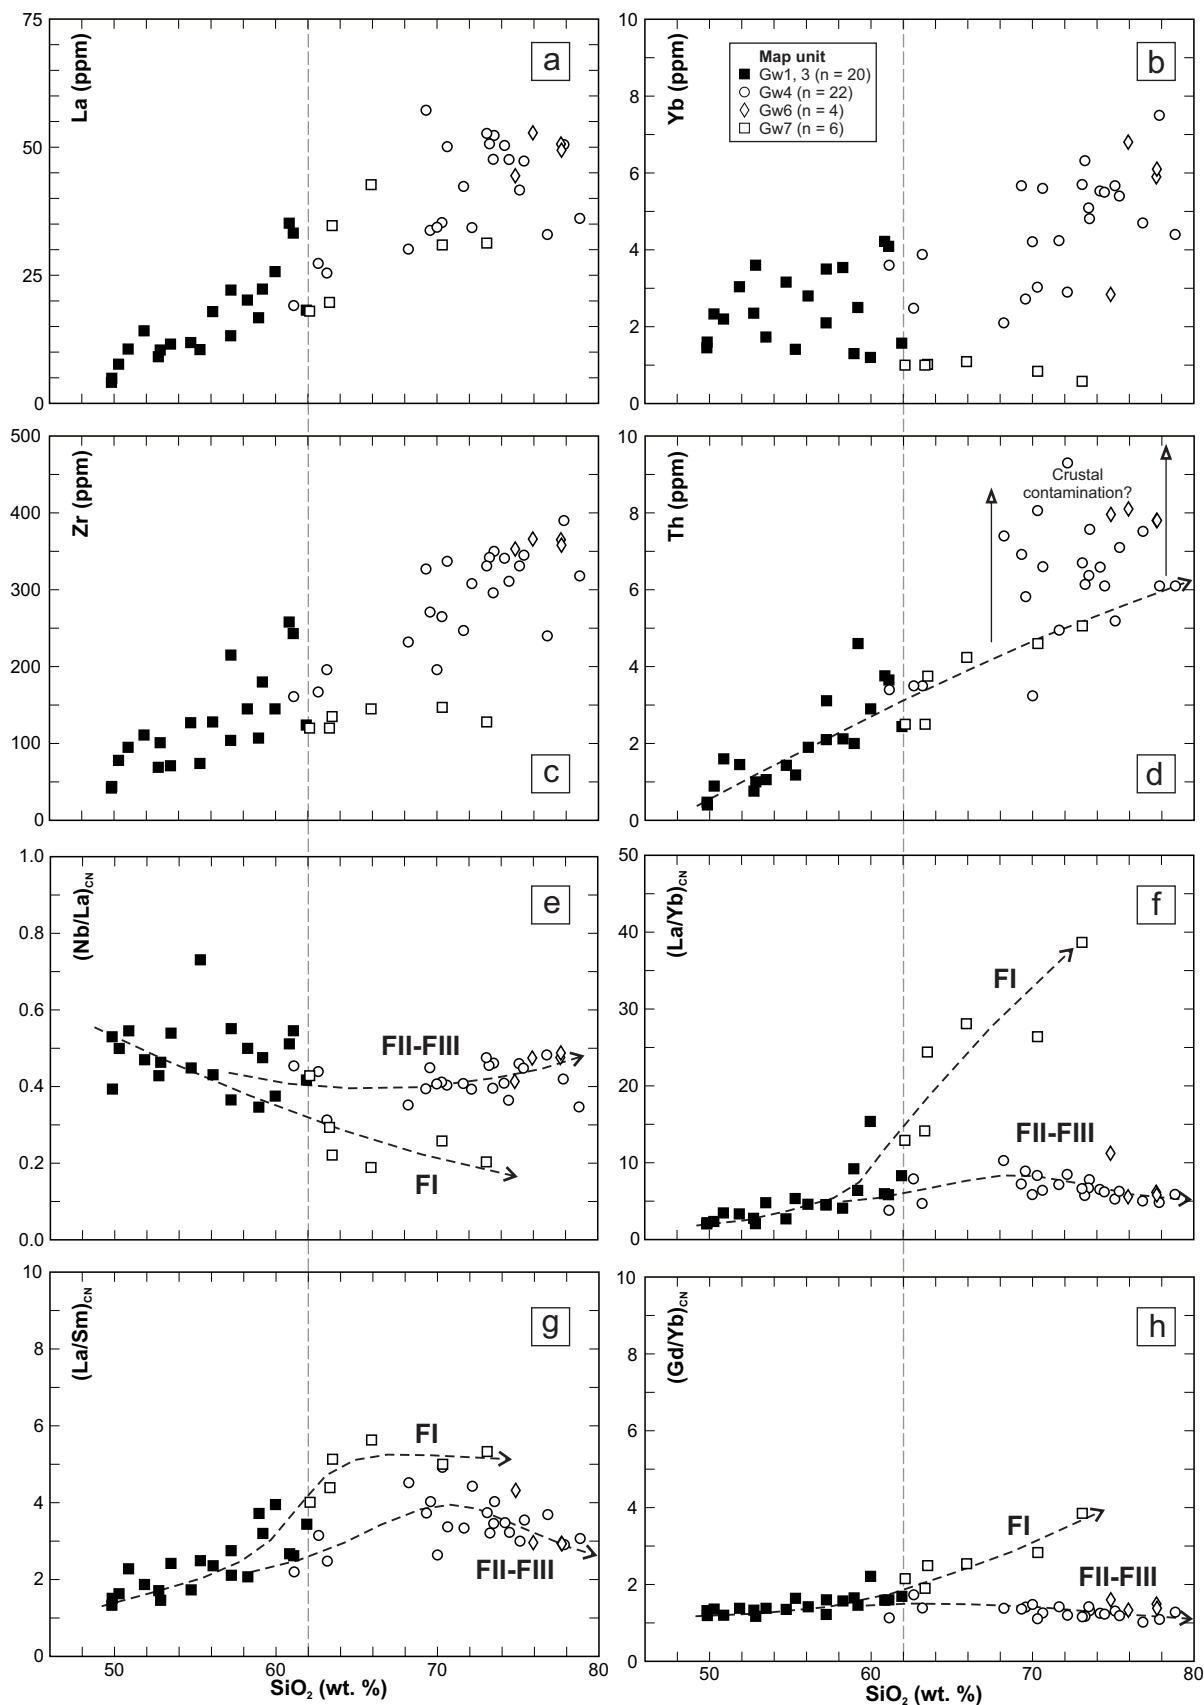 La (ppm)
75
50
25
0
a
Yb (ppm)
10
8
6
4
2
0
Map unit
Gw1, 3 (n = 20)
Gw4 (n = 22)
Gw6 (n = 4)
Gw7 (n = 6)
b
Zr (ppm)
500
400
300
200
100
0
c
Th (ppm)
10
8
6
4
2
0
Crustal
contamination?
d
(Nb/La)CN
1.0
0.8
0.6
0.4
0.2
0.0
e
FII-FIII
FI
(La/Yb)CN
50
40
30
20
10
0
f
FI
FII-FIII
(La/Sm)CN
10
8
6
4
2
0
g
FI
FII-FIII
50 60 70 80
SiO2 (wt. %)
(Gd/Yb)CN
10
8
6
4
2
0
h
FI
FII-FIII
50 60 70 80
SiO2 (wt. %)